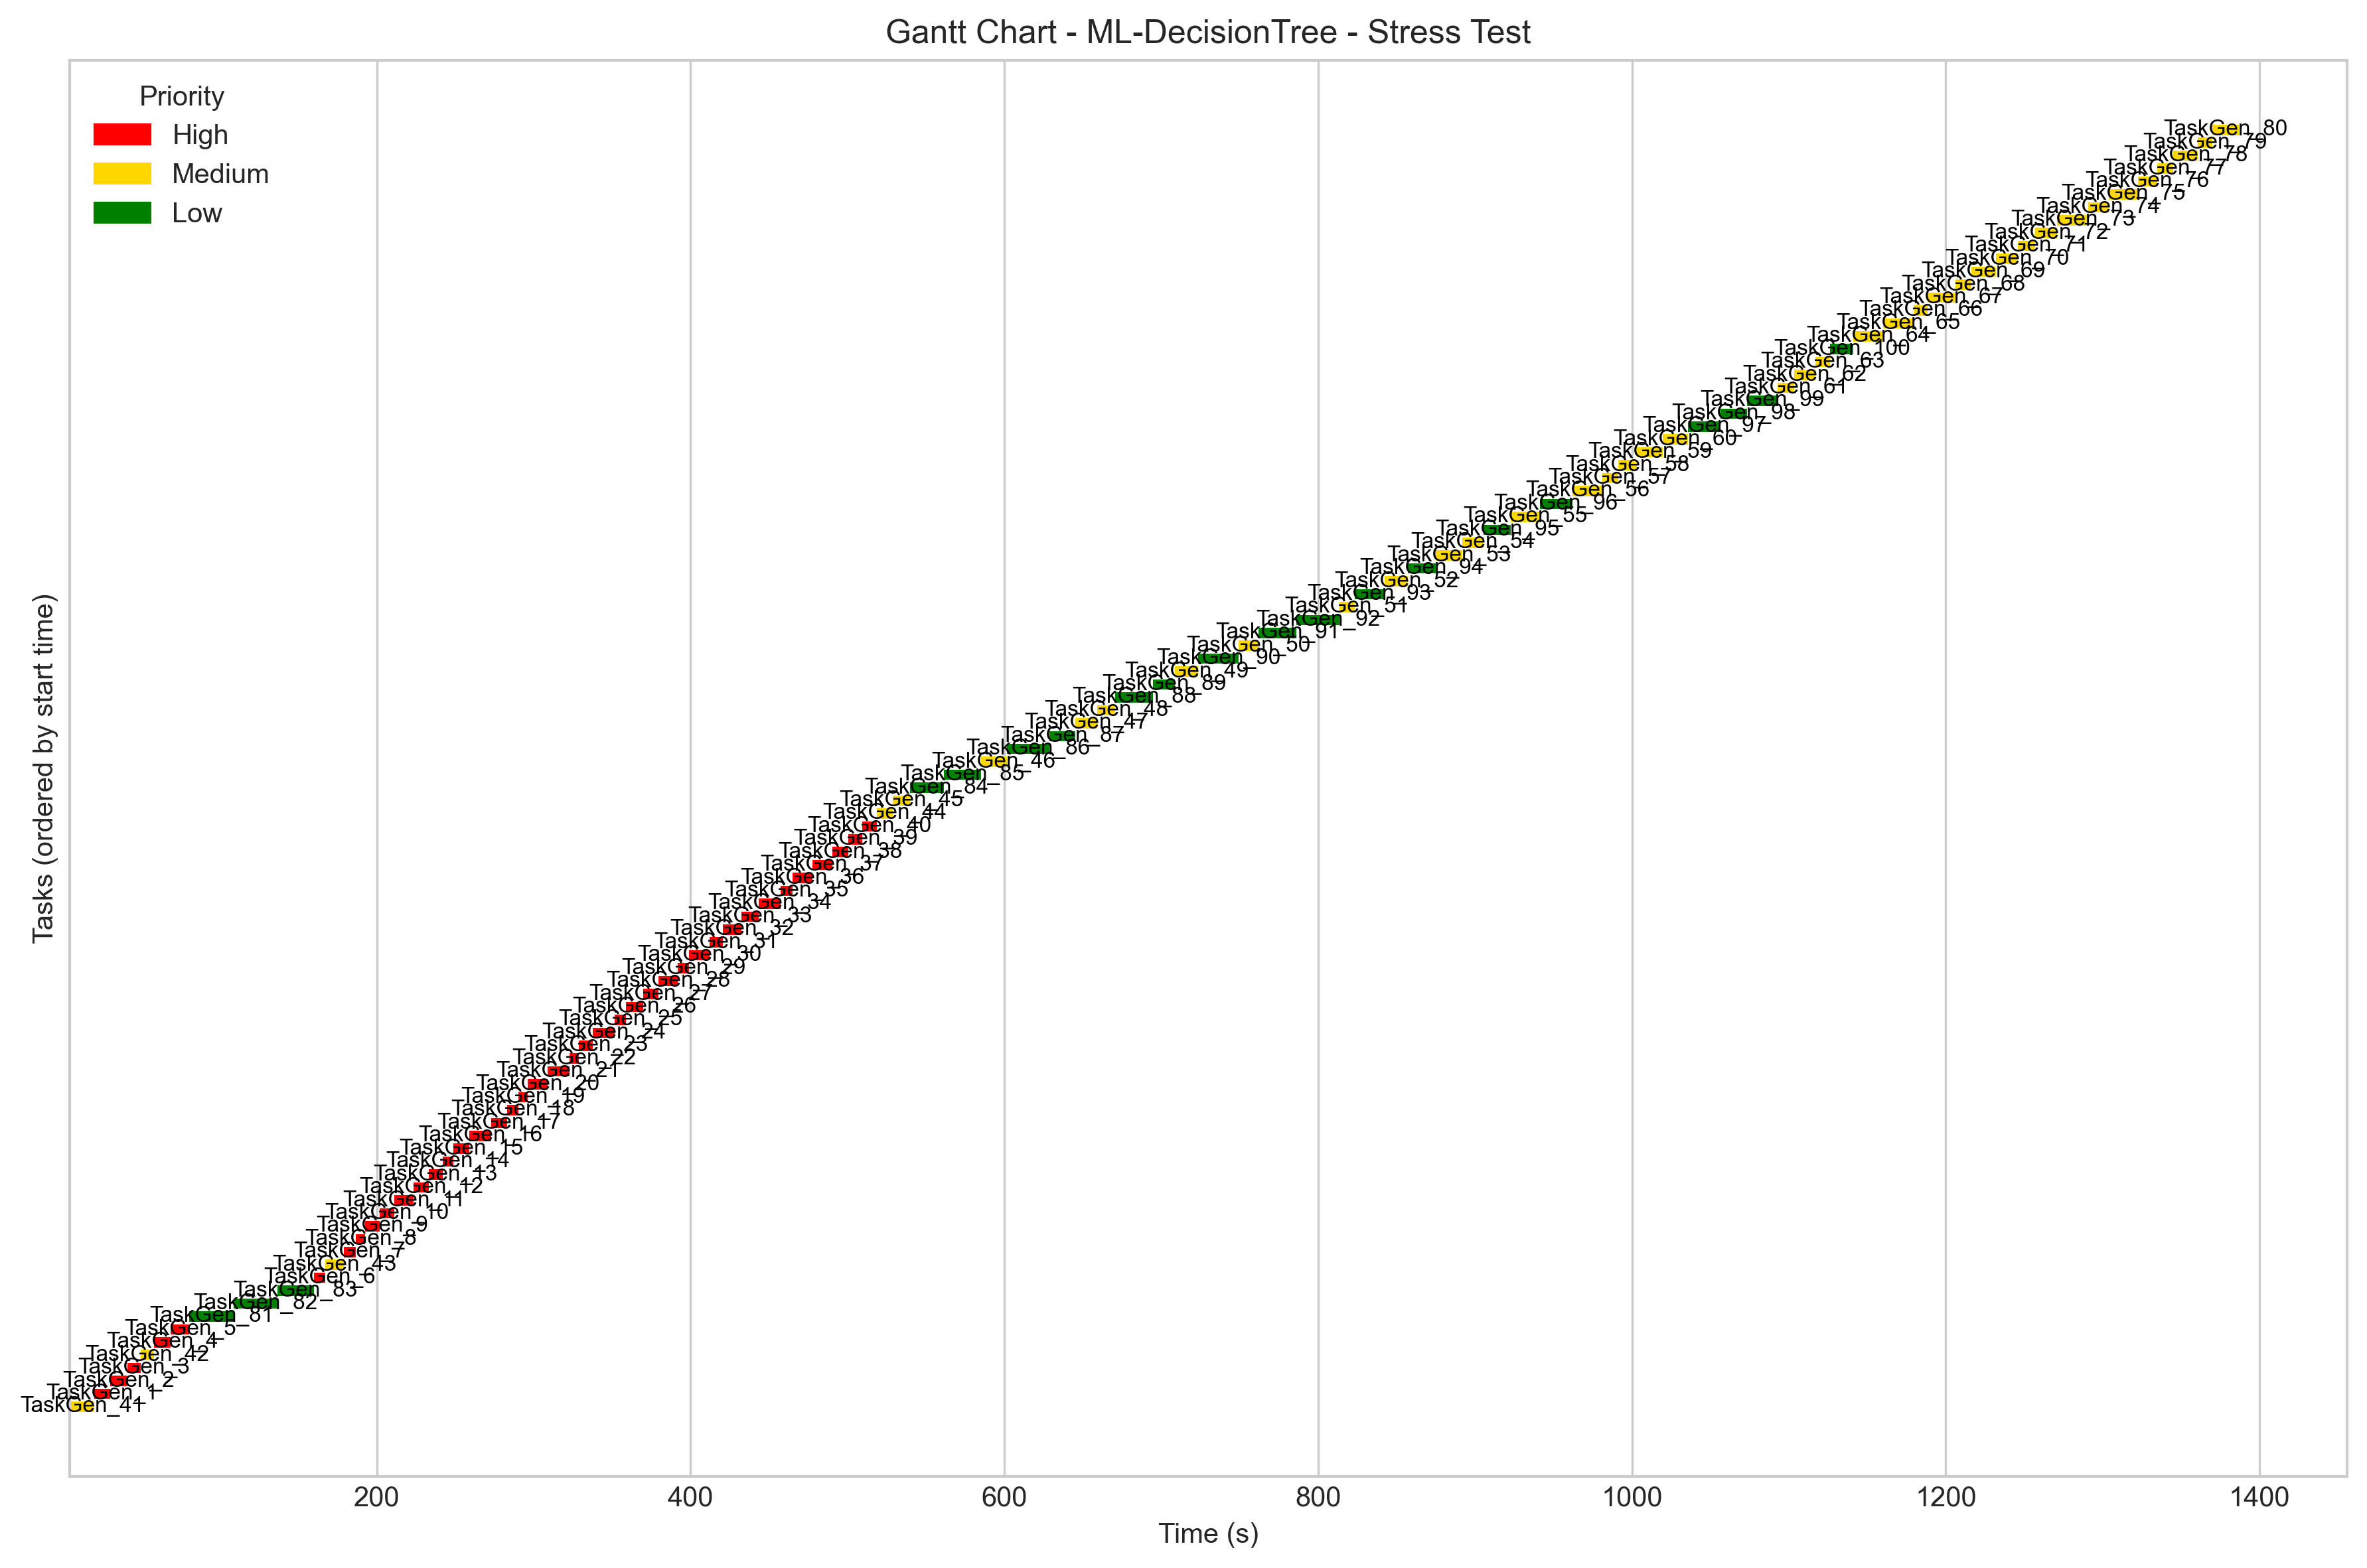 Gantt Chart - ML-DecisionTree - Stress Test
Priority
High
Medium
Low
TaskGen_80
TaskGen_79
TaskGen_78
TaskGen_77
TaskGen_76
TaskGen_75
TaskGen_74
TaskGen_73
TaskGen_72
TaskGen_71
TaskGen_70
TaskGen_69
TaskGen_68
TaskGen_67
TaskGen_66
TaskGen_65
TaskGen_64
TaskGen_100
TaskGen_63
TaskGen_62
TaskGen_61
TaskGen_99
TaskGen_98
TaskGen_97
TaskGen_60
TaskGen_59
TaskGen_58
TaskGen_57
TaskGen_56
TaskGen_96
TaskGen_55
TaskGen_95
TaskGen_54
TaskGen_53
TaskGen_94
TaskGen_52
TaskGen_93
TaskGen_51
TaskGen_92
TaskGen_91
TaskGen_50
TaskGen_90
TaskGen_49
TaskGen_89
TaskGen_88
TaskGen_48
TaskGen_47
TaskGen_87
TaskGen_86
TaskGen_46
TaskGen_85
TaskGen_84
TaskGen_45
TaskGen_44
TaskGen_40
TaskGen_39
TaskGen_38
TaskGen_37
TaskGen_36
TaskGen_35
TaskGen_34
TaskGen_33
TaskGen_32
TaskGen_31
TaskGen_30
TaskGen_29
TaskGen_28
TaskGen_27
TaskGen_26
TaskGen_25
TaskGen_24
TaskGen_23
TaskGen_22
TaskGen_21
TaskGen_20
TaskGen_19
TaskGen_18
TaskGen_17
TaskGen_16
TaskGen_15
TaskGen_14
TaskGen_13
TaskGen_12
TaskGen_11
TaskGen_10
TaskGen_9
TaskGen_8
TaskGen_7
TaskGen_43
TaskGen_6
TaskGen_83
TaskGen_82
TaskGen_81
TaskGen_5
TaskGen_4
TaskGen_42
TaskGen_3
TaskGen_2
TaskGen_1
TaskGen_41
Tasks (ordered by start time)
200 400 600 800 1000 1200 1400
Time (s)